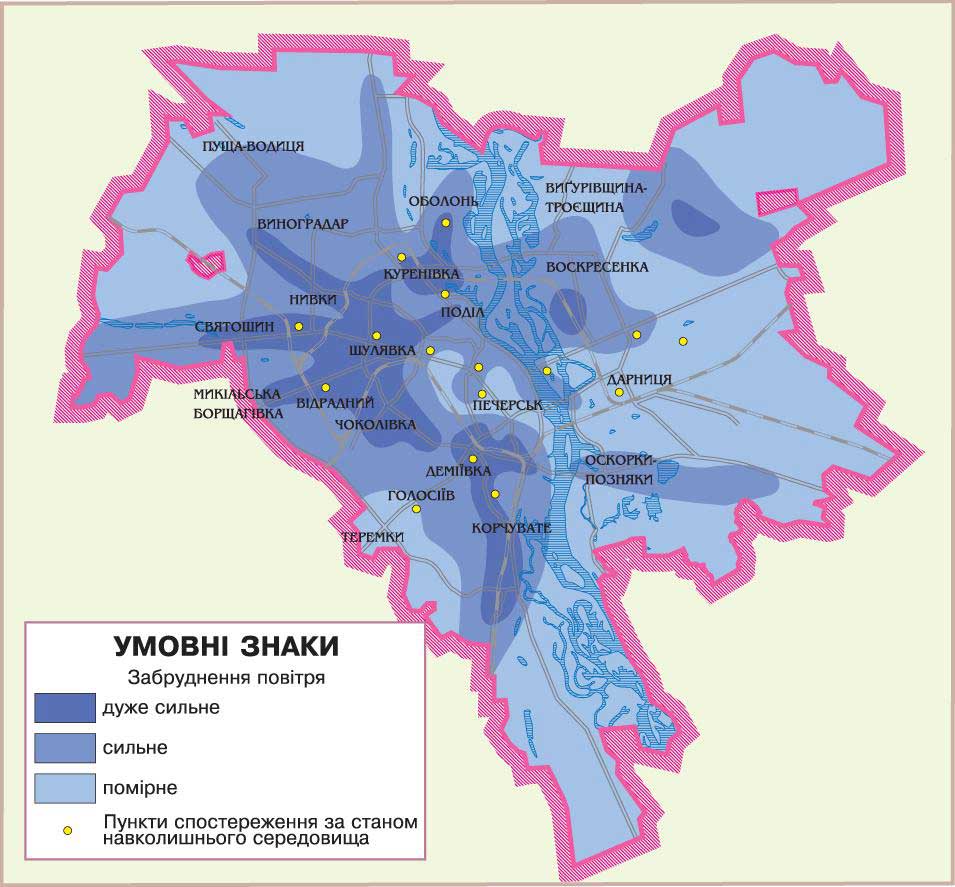 ПУЩА-ВОДИЦЯ
ВИҐУРІВЩИНА-
ТРОЄЩИНА
ОБОЛОНЬ
ВИНОГРАДАР
ВОСКРЕСЕНКА
КУРЕНІВКА
НИВКИ
ПОДІЛ
СВЯТОШИН
ШУЛЯВКА
ДАРНИЦЯ
МИКІЛЬСЬКА
БОРЩАГІВКА
ВІДРАДНИЙ
ПЕЧЕРСЬК
ЧОКОЛІВКА
ДЕМІЇВКА
ОСКОРКИ-
ПОЗНЯКИ
ГОЛОСІЇВ
КОРЧУВАТЕ
ТЕРЕМКИ
УМОВНІ ЗНАКИ
Забруднення повітря
дуже сильне
сильне
помірне
Пункти спостереження за станом
навколишнього середовища